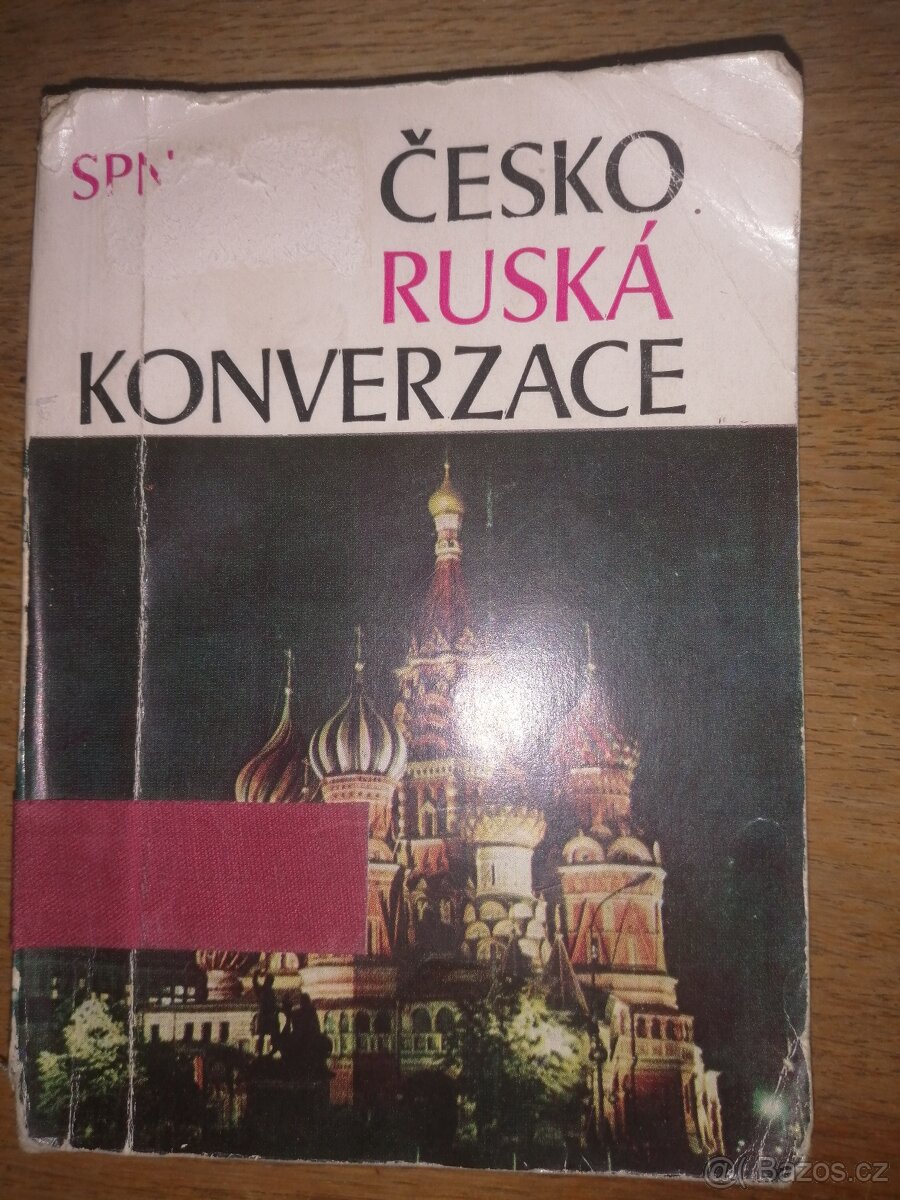 SPN
ČESKO
RUSKÁ
KONVERZACE
@ Bazos.cz